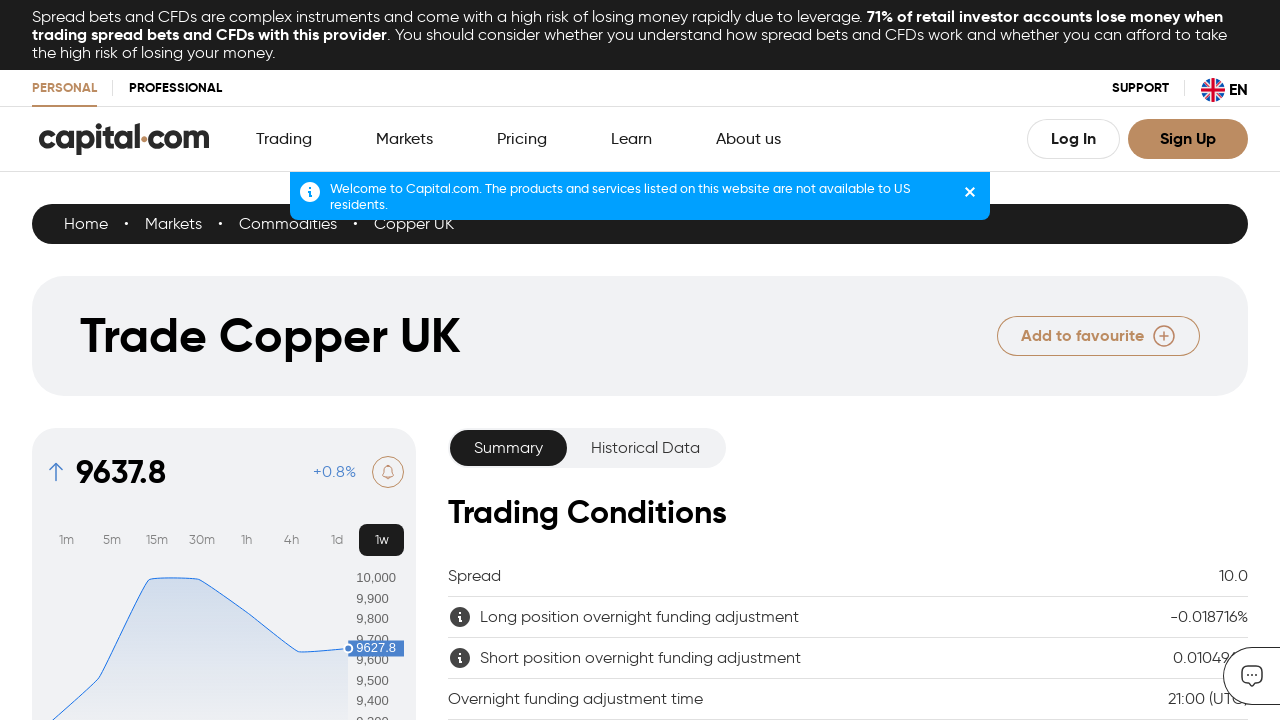 Spread bets and CFDs are complex instruments and come with a high risk of losing money rapidly due to leverage. 71% of retail investor accounts lose money when
trading spread bets and CFDs with this provider. You should consider whether you understand how spread bets and CFDs work and whether you can afford to take
the high risk of losing your money.
PERSONAL PROFESSIONAL SUPPORT EN
capital.com Trading Markets Pricing Learn About us Log In Sign Up
Welcome to Capital.com. The products and services listed on this website are not available to US
residents.
Home • Markets • Commodities • Copper UK
Trade Copper UK
Add to favourite
9637.8 +0.8%
1m 5m 15m 30m 1h 4h 1d 1w
10,000
9,900
9,800
9,700
9627.8
9,600
9,500
9,400
Summary Historical Data
Trading Conditions
Spread 10.0
Long position overnight funding adjustment -0.018716%
Short position overnight funding adjustment
Overnight funding adjustment time 21:00 (UTC)